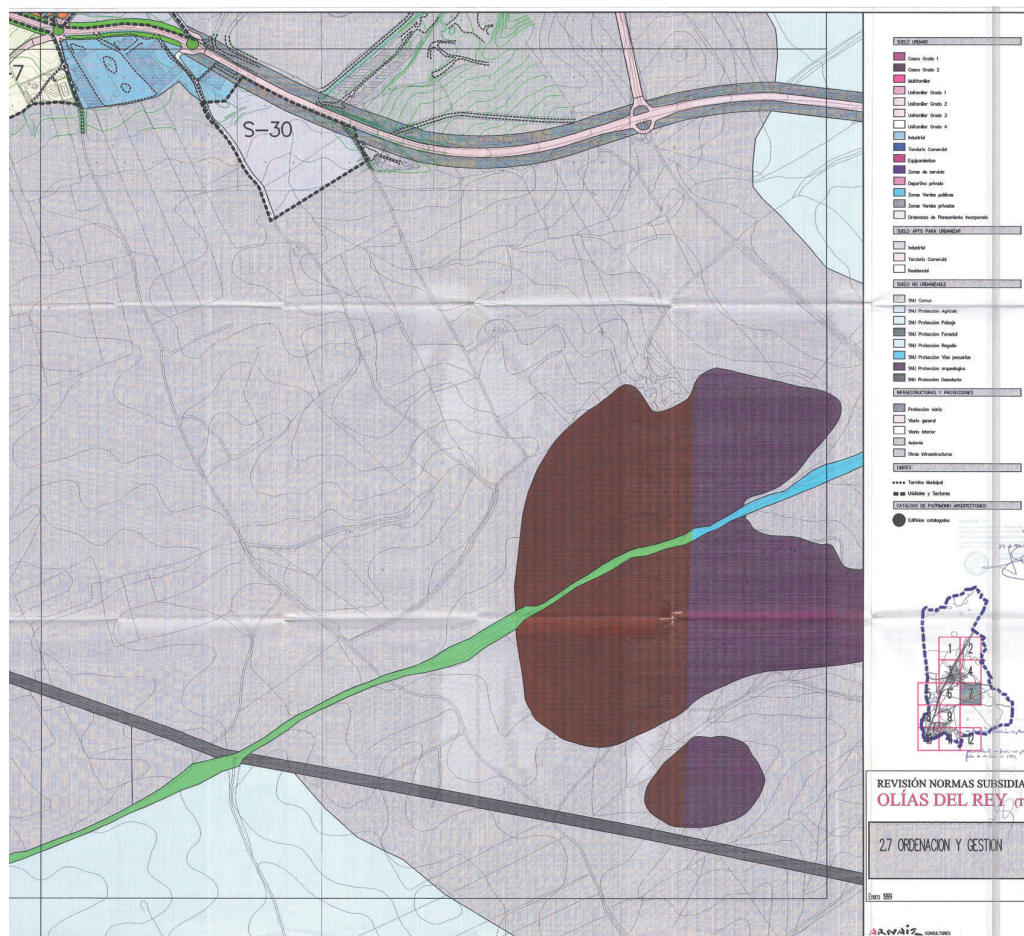 -7
S-30
SUELO URBANO
Casco Grado 1
Casco Grado 2
Multifamiliar
Unifamiliar Grado 1
Unifamiliar Grado 2
Unifamiliar Grado 3
Unifamiliar Grado 4
Industrial
Terciario Comercial
Equipamientos
Zonas de servicio
Deportivo privado
Zonas Verdes publicas
Zonas Verdes privadas
Ordenanza de Planeamiento Incorporado
SUELO APTO PARA URBANIZAR
Industrial
Terciario Comercial
Residencial
SUELO NO URBANIZABLE
SNU Comun
SNU Proteccion Agricola
SNU Proteccion Paisaje
SNU Proteccion Forestal
SNU Proteccion Regadio
SNU Proteccion Vias pecuarias
SNU Proteccion arqueologica
SNU Proteccion Gasoducto
INFRAESTRUCTURAS Y PROTECCIONES
Proteccion viario
Viario general
Viario interior
Autovia
Otras Infraestructuras
LIMITES
Termino Municipal
Unidades y Sectores
CATALOGO DE PATRIMONIO ARQUITECTONICO
Edificios catalogados
1 2
4
5 6 7
9
12
REVISIÓN NORMAS SUBSIDIA
OLÍAS DEL REY (T
2.7 ORDENACION Y GESTION
Enero 1999
ARNAIZ CONSULTORES